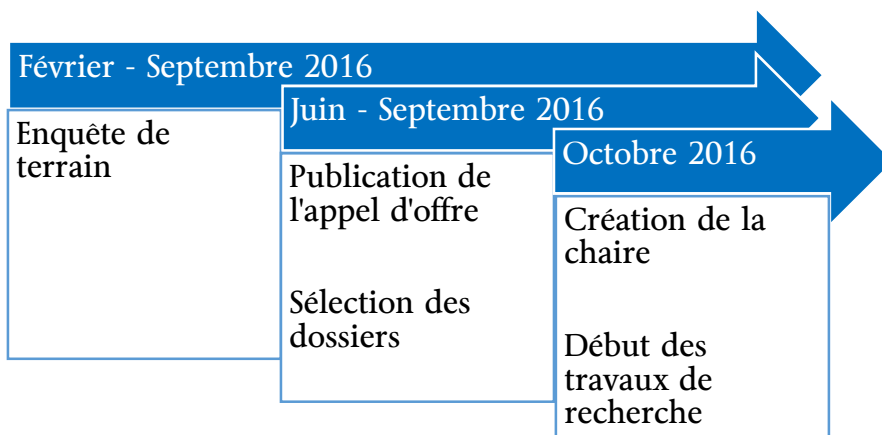 Février - Septembre 2016
Enquête de
terrain
Juin - Septembre 2016
Publication de
l'appel d'offre
Sélection des
dossiers
Octobre 2016
Création de la
chaire
Début des
travaux de
recherche